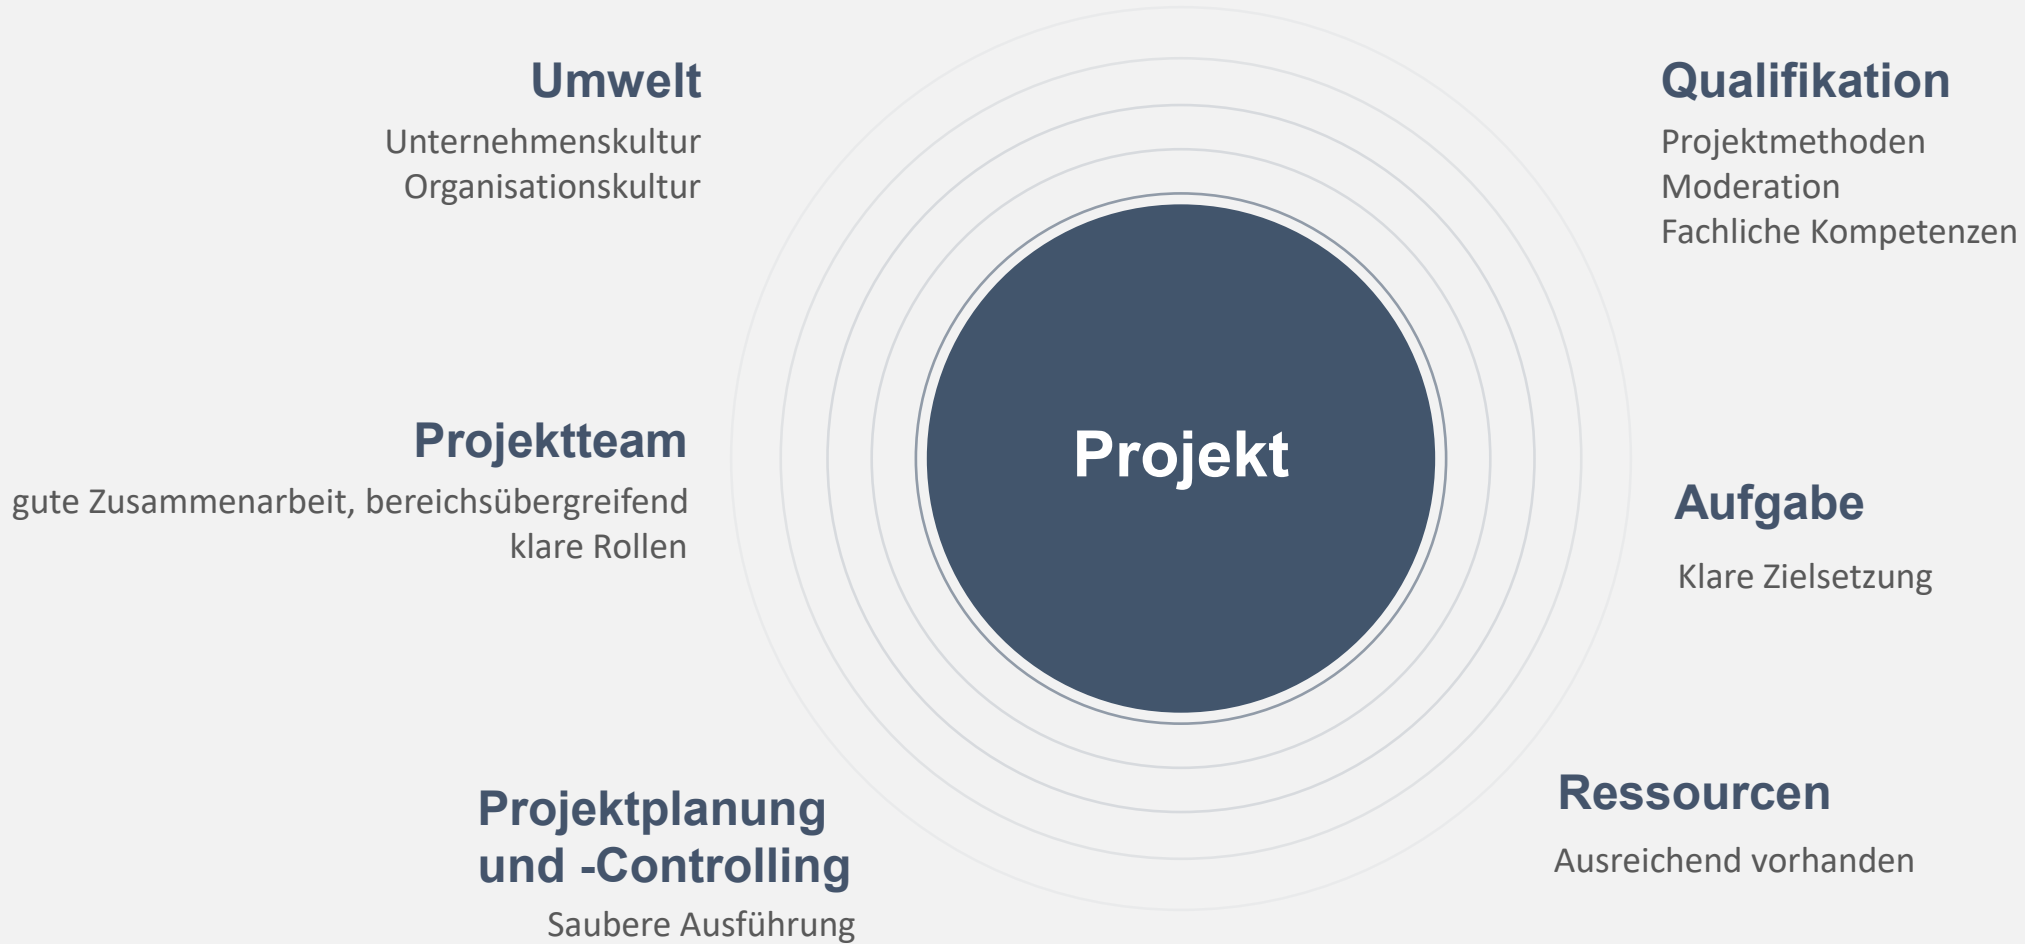 Umwelt
Unternehmenskultur
Organisationskultur
Projektteam
gute Zusammenarbeit, bereichsübergreifend
klare Rollen
Projektplanung
und -Controlling
Saubere Ausführung
Projekt
Qualifikation
Projektmethoden
Moderation
Fachliche Kompetenzen
Aufgabe
Klare Zielsetzung
Ressourcen
Ausreichend vorhanden